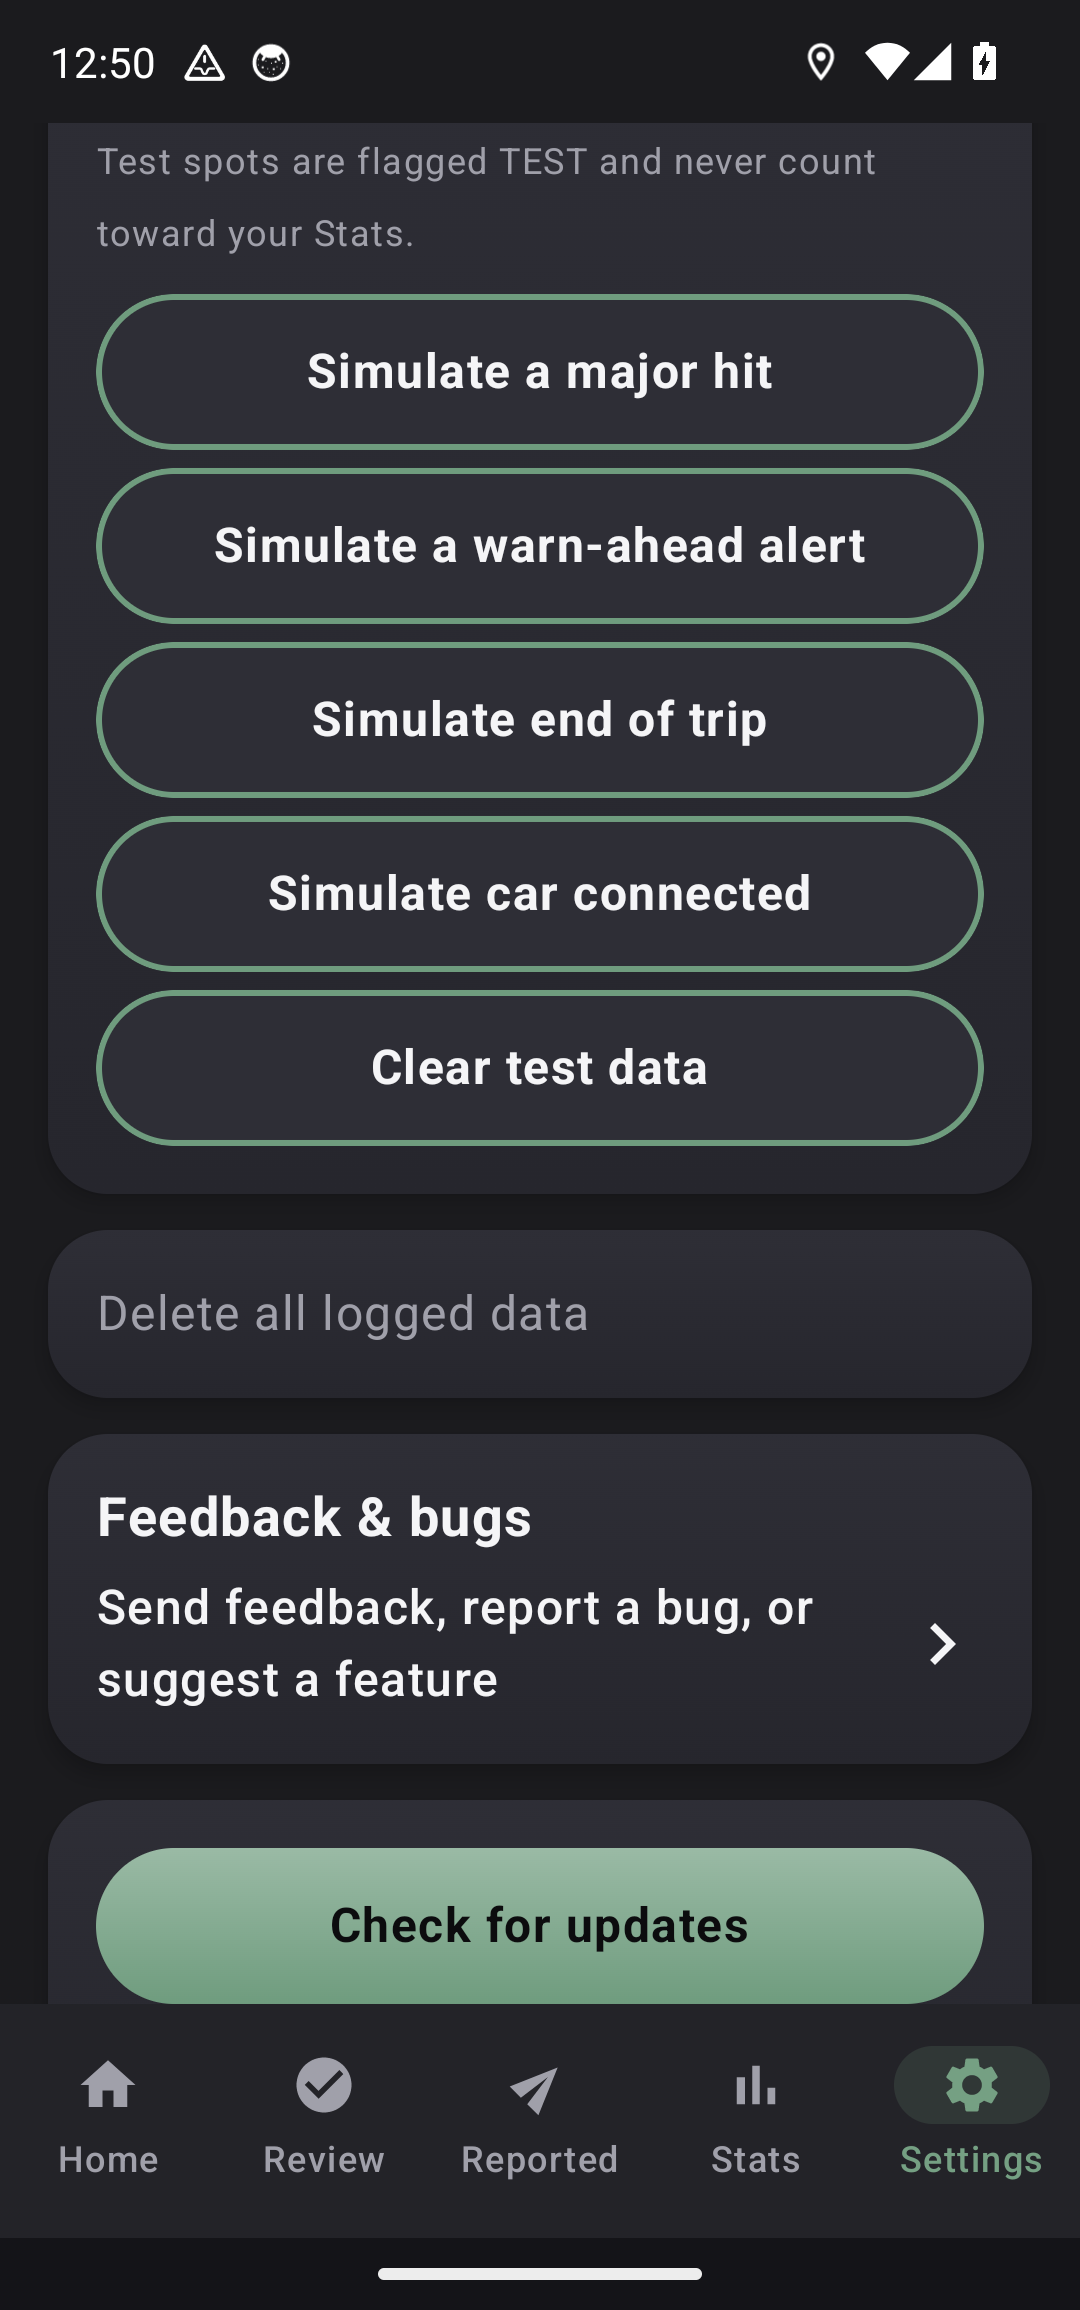 12:50
Test spots are flagged TEST and never count
toward your Stats.
Simulate a major hit
Simulate a warn-ahead alert
Simulate end of trip
Simulate car connected
Clear test data
Delete all logged data
Feedback & bugs
Send feedback, report a bug, or
suggest a feature
Check for updates
Home
Review
Reported
Stats
Settings